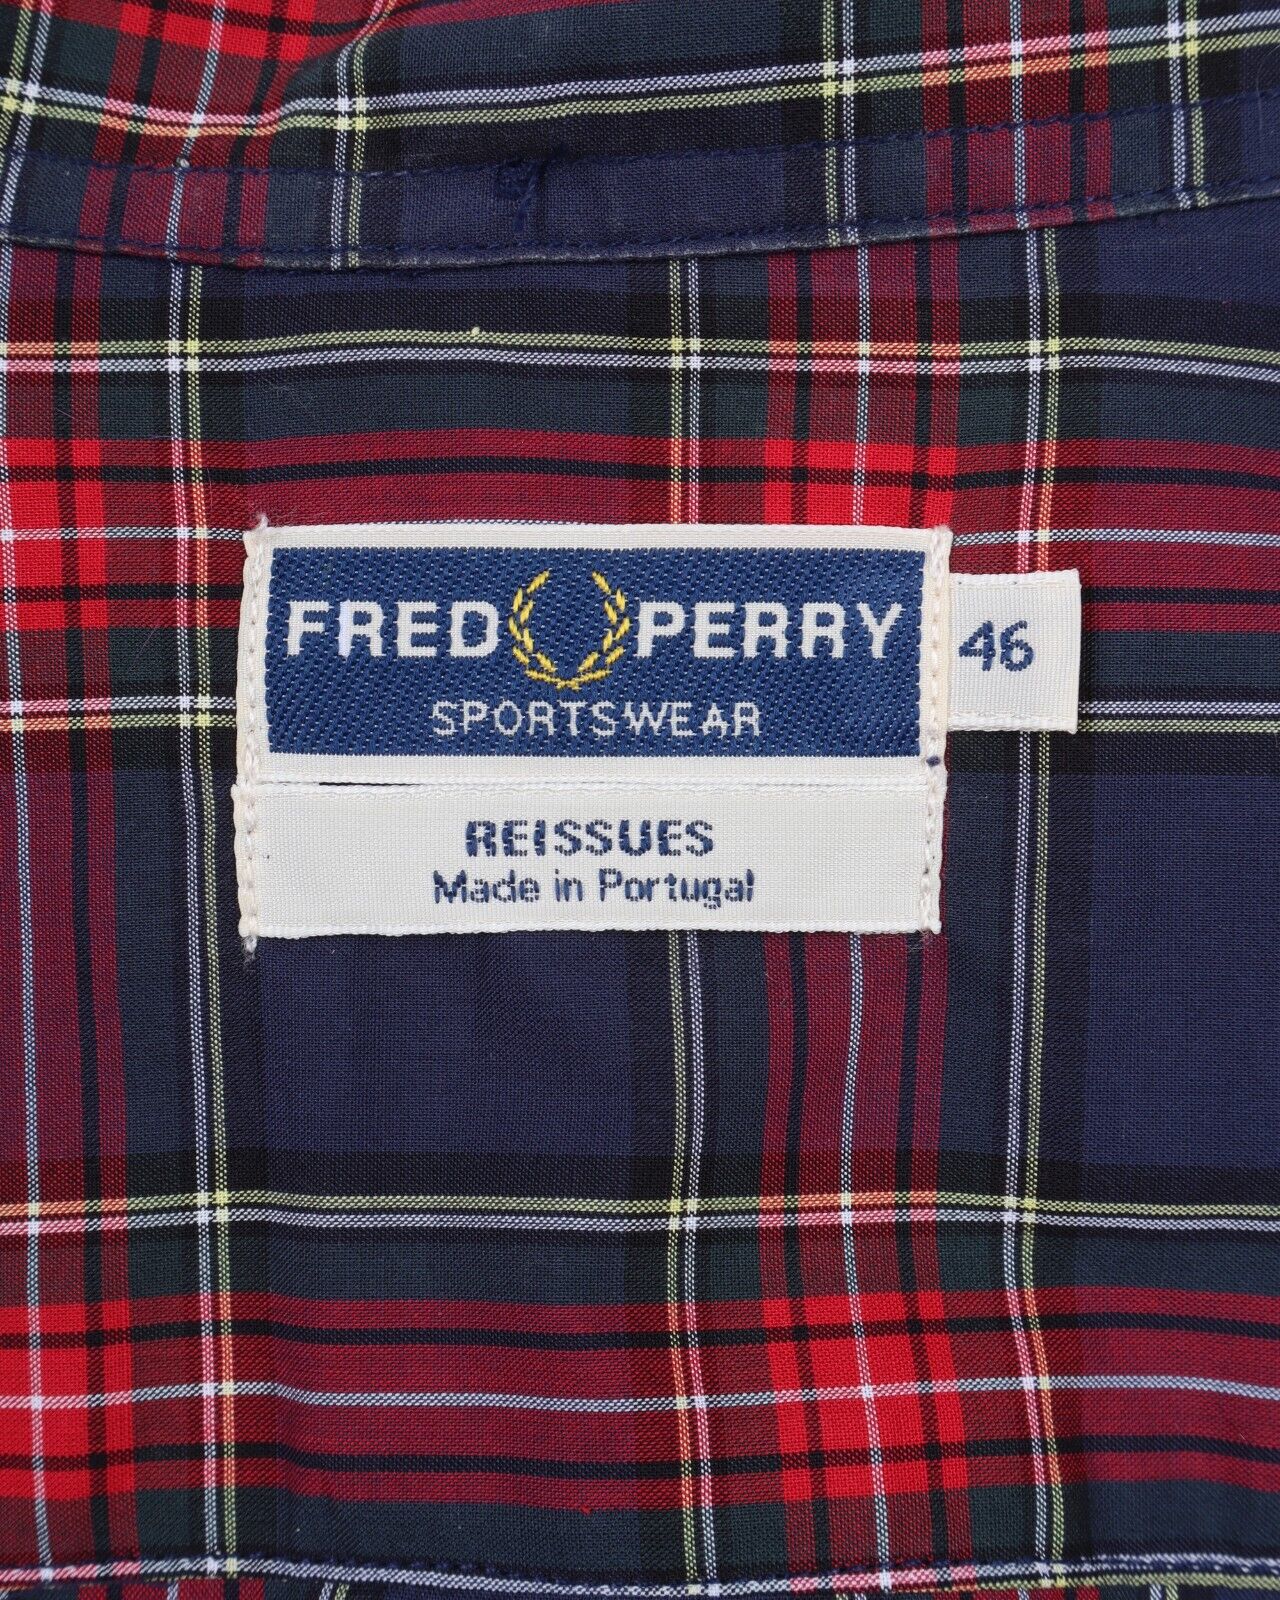 FRED PERRY
SPORTSWEAR
46
REISSUES
Made in Portugal